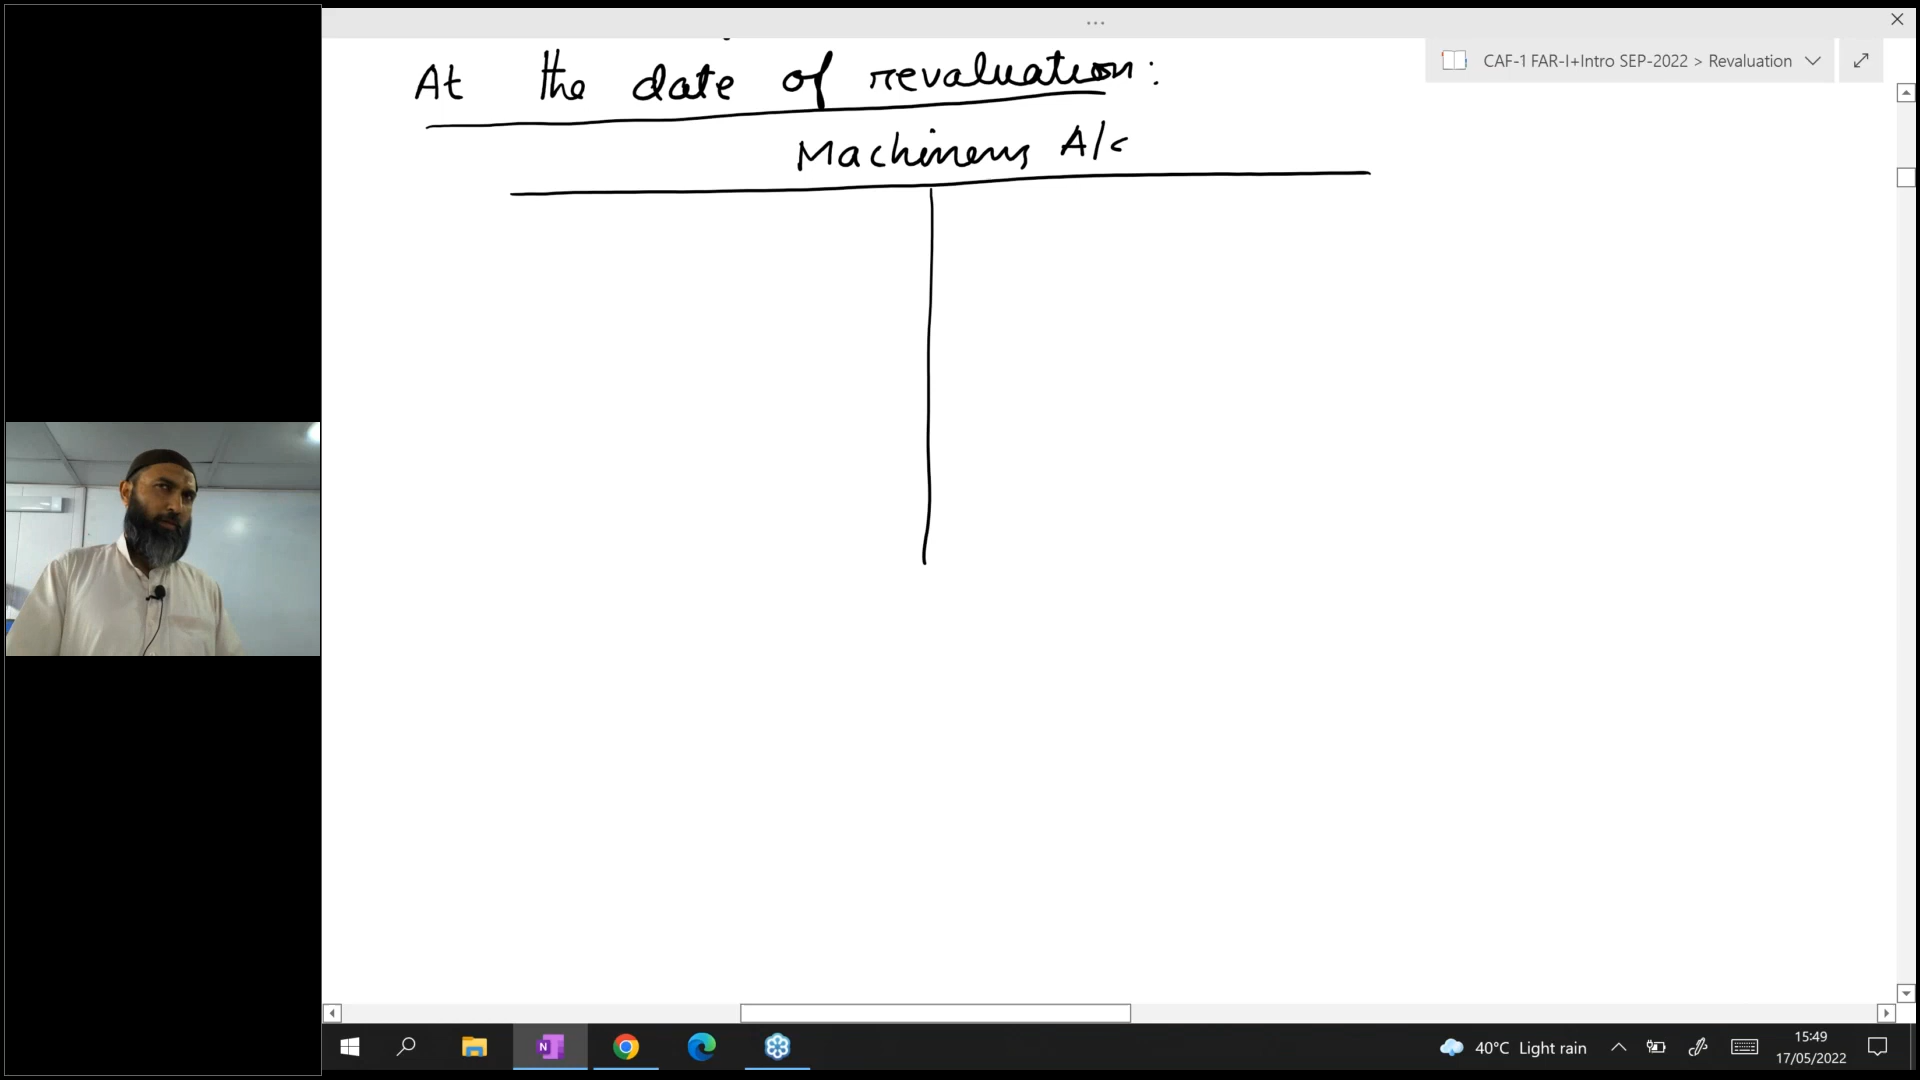 ...
CAF-1 FAR-I+Intro SEP-2022 > Revaluation
At the date of revaluation:
Machinery A/c
N
40°C Light rain
15:49
17/05/2022